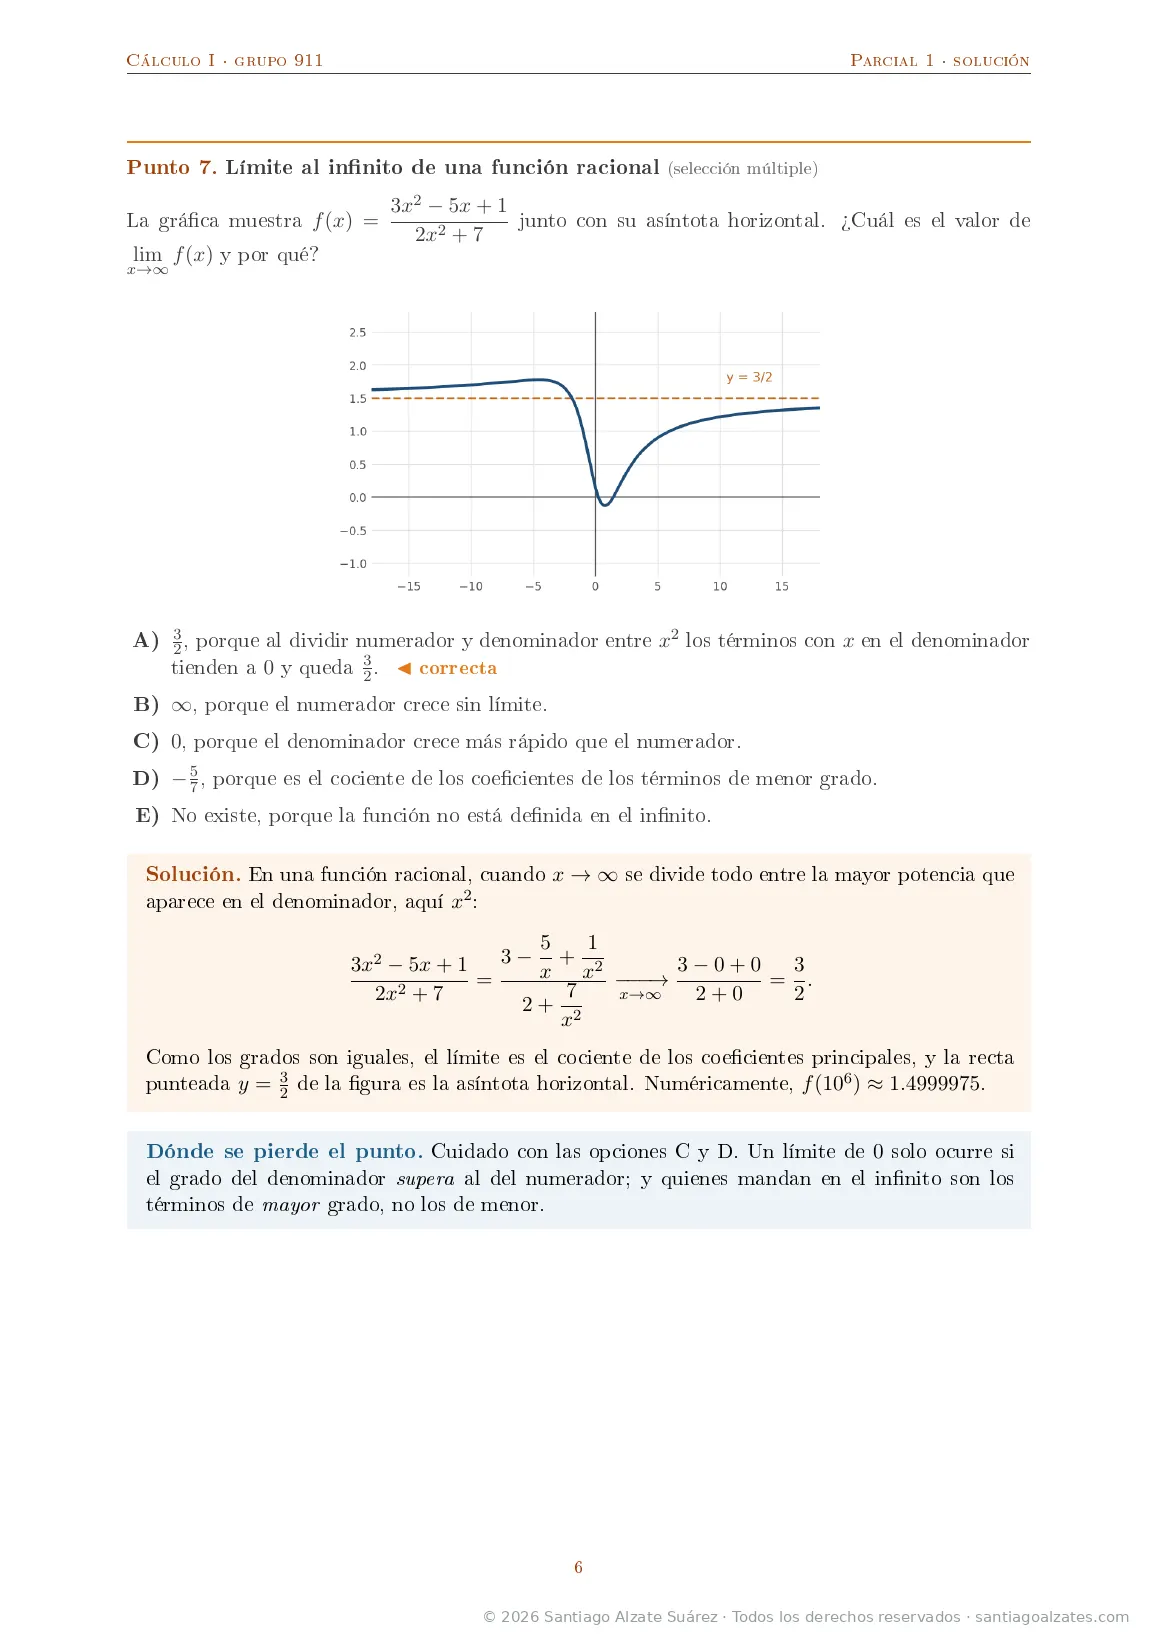 Cálculo I · grupo 911
Parcial 1 · solución
Punto 7. Límite al infinito de una función racional (selección múltiple)
La gráfica muestra f(x) = (3x² − 5x + 1)/(2x² + 7) junto con su asíntota horizontal. ¿Cuál es el valor de
lim x→∞ f(x) y por qué?
2.5
2.0
1.5
1.0
0.5
0.0
−0.5
−1.0
y = 3/2
−15 −10 −5 0 5 10 15
A) 3/2, porque al dividir numerador y denominador entre x² los términos con x en el denominador
tienden a 0 y queda 3/2. ◀ correcta
B) ∞, porque el numerador crece sin límite.
C) 0, porque el denominador crece más rápido que el numerador.
D) −5/7, porque es el cociente de los coeficientes de los términos de menor grado.
E) No existe, porque la función no está definida en el infinito.
Solución. En una función racional, cuando x → ∞ se divide todo entre la mayor potencia que
aparece en el denominador, aquí x²:
(3x² − 5x + 1)/(2x² + 7) = (3 − 5/x + 1/x²)/(2 + 7/x²) ⟶ x→∞ (3 − 0 + 0)/(2 + 0) = 3/2.
Como los grados son iguales, el límite es el cociente de los coeficientes principales, y la recta
punteada y = 3/2 de la figura es la asíntota horizontal. Numéricamente, f(10⁶) ≈ 1.4999975.
Dónde se pierde el punto. Cuidado con las opciones C y D. Un límite de 0 solo ocurre si
el grado del denominador supera al del numerador; y quienes mandan en el infinito son los
términos de mayor grado, no los de menor.
6
© 2026 Santiago Alzate Suárez · Todos los derechos reservados · santiagoalzates.com